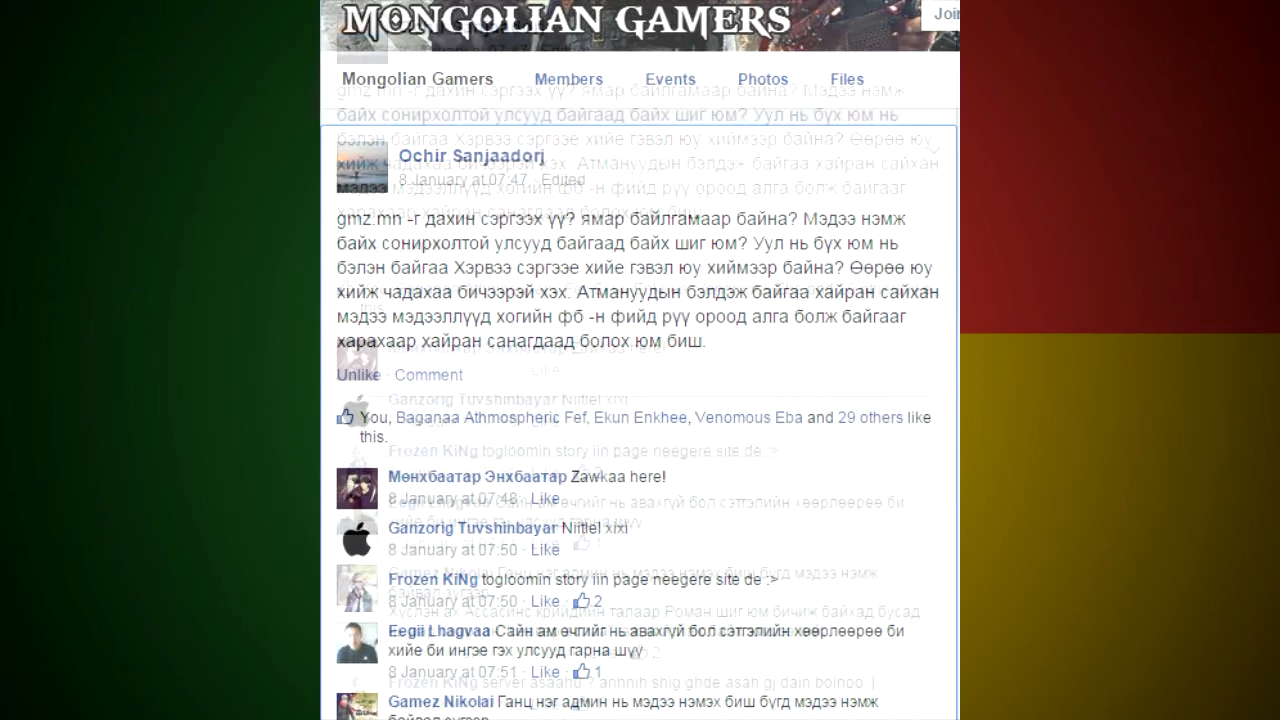 MONGOLIAN GAMERS
Join
Mongolian Gamers Members Events Photos Files
Ochir Sanjaadorj
8 January at 07:47 · Edited
gmz.mn -г дахин сэргээх үү? ямар байлгамаар байна? Мэдээ нэмж
байх сонирхолтой улсууд байгаад байх шиг юм? Уул нь бүх юм нь
бэлэн байгаа Хэрвээ сэргээе хийе гэвэл юу хиймээр байна? Өөрөө юу
хийж чадахаа бичээрэй хэх. Атмануудын бэлдэж байгаа хайран сайхан
мэдээ мэдээллүүд хогийн фб -н фийд рүү ороод алга болж байгааг
харахаар хайран санагдаад болох юм биш.
Unlike · Comment
You, Baganaa Athmospheric Fef, Ekun Enkhee, Venomous Eba and 29 others like
this.
Мөнхбаатар Энхбаатар Zawkaa here!
8 January at 07:48 · Like
Ganzorig Tuvshinbayar Niitle! xixi
8 January at 07:50 · Like
Frozen KiNg togloomin story iin page neegere site de :>
8 January at 07:50 · Like · 2
Eegii Lhagvaa Сайн ам өчгийг нь авахгүй бол сэтгэлийн хөөрлөөрөө би
хийе би ингэе гэх улсууд гарна шүү
8 January at 07:51 · Like · 1
Gamez Nikolai Ганц нэг админ нь мэдээ нэмэх биш бүгд мэдээ нэмж
байвал зүгээр